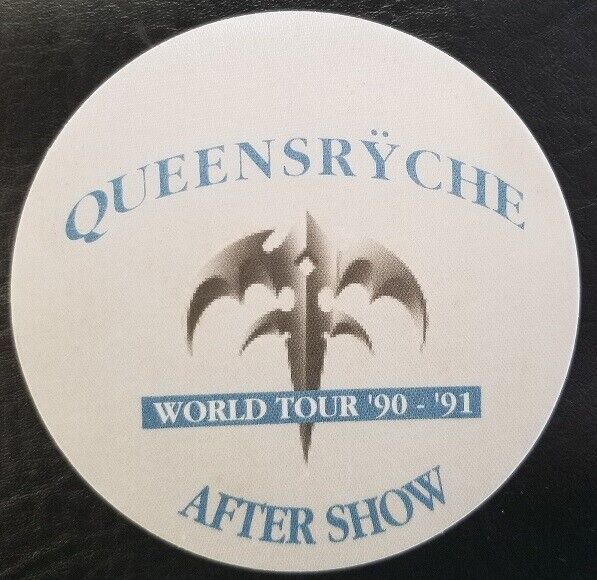 QUEENSRŸCHE
WORLD TOUR '90 - '91
AFTER SHOW